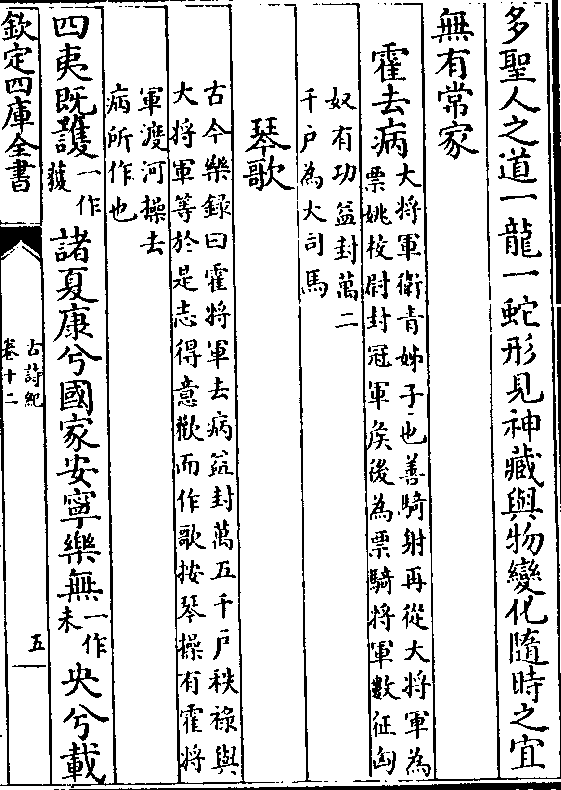 多聖人之道一龍一蛇形見神藏與物變化隨時之宜
無有常家
霍去病
大將軍衛青姊子也善騎射再從大將軍為
票姚校尉封冠軍侯後為票騎將軍數征匈
奴有功益封萬二
千户為大司馬
琴歌
古今樂録曰霍將軍去病益封萬五千户秩祿與
大將軍等於是志得意歡而作歌按琴操有霍將
軍渡河操去
病所作也
四夷既䕶
一作
獲
諸夏康兮國家安寧樂無
一作
未
央兮載
欽定四庫全書
古詩紀
卷十二
五